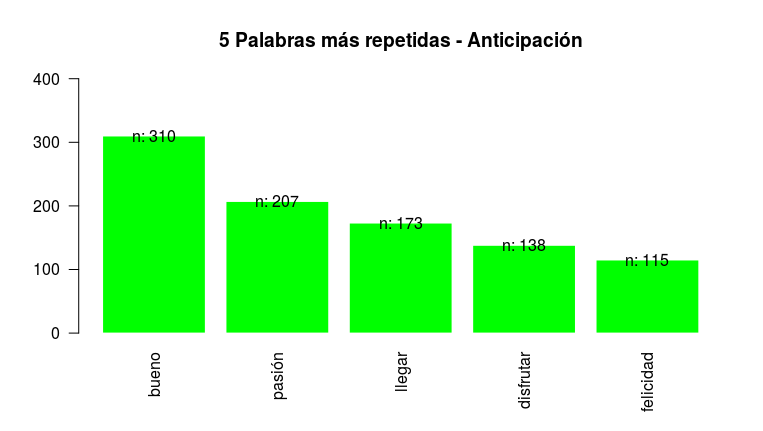 5 Palabras más repetidas - Anticipación
400
300
200
100
0
n: 310
n: 207
n: 173
n: 138
n: 115
bueno
pasión
llegar
disfrutar
felicidad